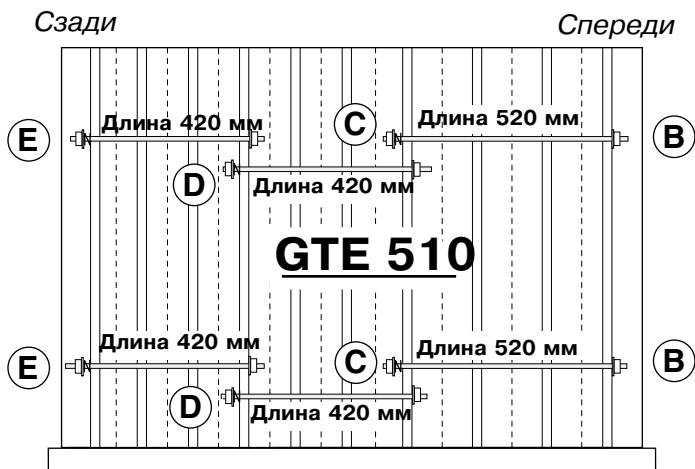 Сзади Спереди
Длина 420 мм C Длина 520 мм
E B
D Длина 420 мм
GTE 510
Длина 420 мм C Длина 520 мм
E B
D Длина 420 мм